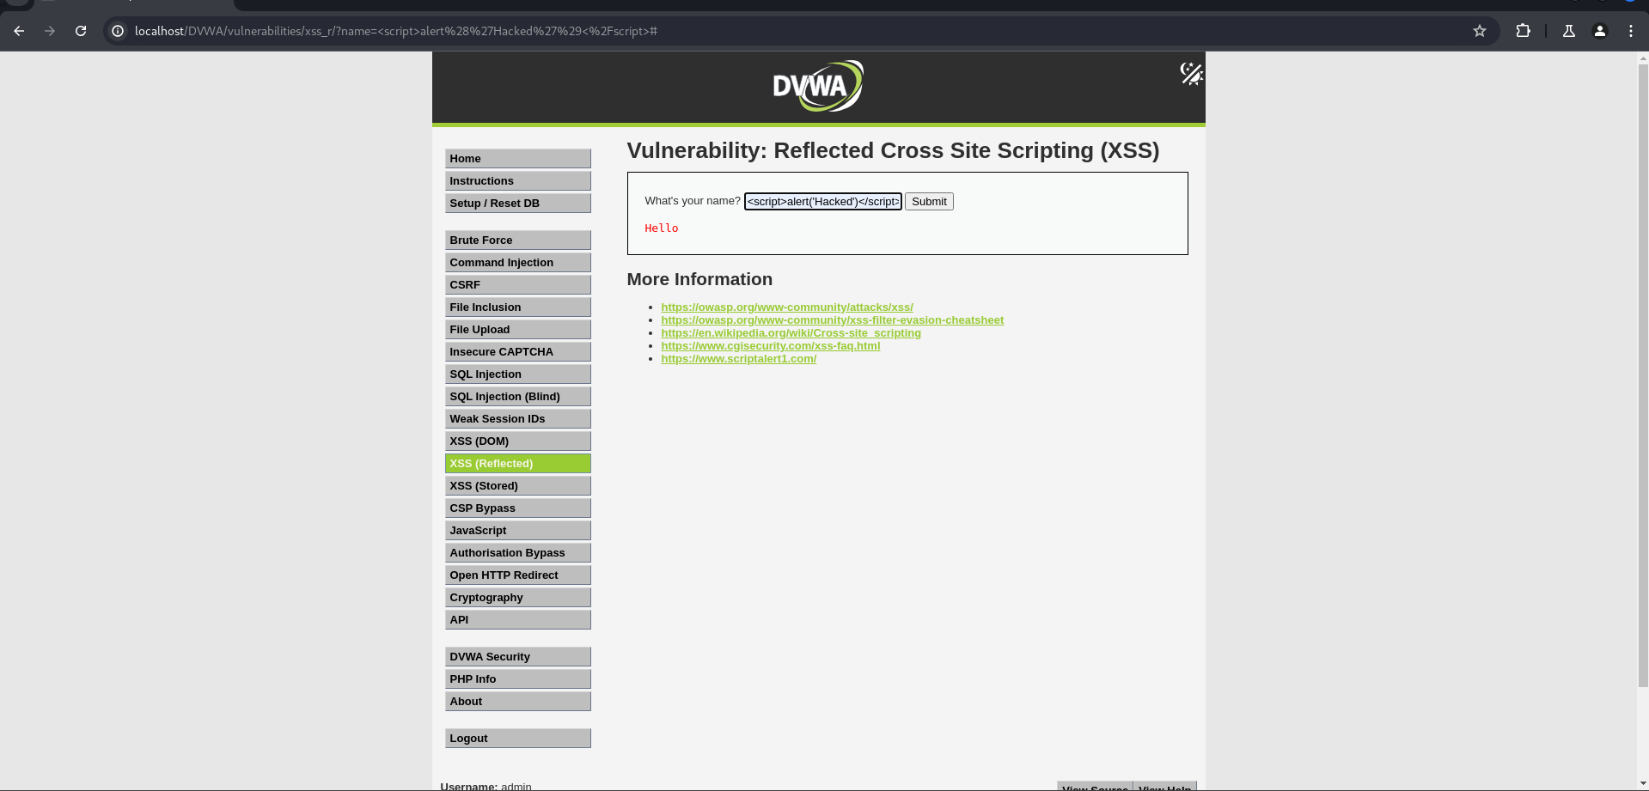 localhost/DVWA/vulnerabilities/xss_r/?name=<script>alert%28%27Hacked%27%29<%2Fscript>#
DVWA
Home
Instructions
Setup / Reset DB
Brute Force
Command Injection
CSRF
File Inclusion
File Upload
Insecure CAPTCHA
SQL Injection
SQL Injection (Blind)
Weak Session IDs
XSS (DOM)
XSS (Reflected)
XSS (Stored)
CSP Bypass
JavaScript
Authorisation Bypass
Open HTTP Redirect
Cryptography
API
DVWA Security
PHP Info
About
Logout
Vulnerability: Reflected Cross Site Scripting (XSS)
What's your name? <script>alert('Hacked')</script> Submit
Hello
More Information
https://owasp.org/www-community/attacks/xss/
https://owasp.org/www-community/xss-filter-evasion-cheatsheet
https://en.wikipedia.org/wiki/Cross-site_scripting
https://www.cgisecurity.com/xss-faq.html
https://www.scriptalert1.com/
Username: admin
View Source View Help